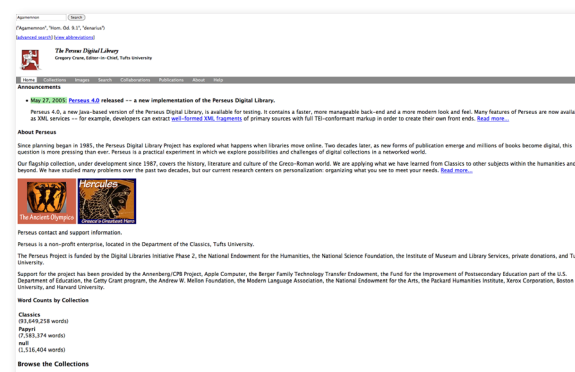 Agamemnon Search
("Agamemnon", "Hom. Od. 9.1", "denarius")
[advanced search] [view abbreviations]
The Perseus Digital Library
Gregory Crane, Editor-in-Chief, Tufts University
Home Collections Images Search Collaborations Publications About Help
Announcements
• May 27, 2005: Perseus 4.0 released -- a new implementation of the Perseus Digital Library.
Perseus 4.0, a new Java-based version of the Perseus Digital Library, is available for testing. It contains a faster, more manageable back-end and a more modern look and feel. Many features of Perseus are now availa
as XML services -- for example, developers can extract well-formed XML fragments of primary sources with full TEI-conformant markup in order to create their own front ends. Read more...
About Perseus
Since planning began in 1985, the Perseus Digital Library Project has explored what happens when libraries move online. Two decades later, as new forms of publication emerge and millions of books become digital, this
question is more pressing than ever. Perseus is a practical experiment in which we explore possibilities and challenges of digital collections in a networked world.
Our flagship collection, under development since 1987, covers the history, literature and culture of the Greco-Roman world. We are applying what we have learned from Classics to other subjects within the humanities and
beyond. We have studied many problems over the past two decades, but our current research centers on personalization: organizing what you see to meet your needs. Read more...
The Ancient Olympics
Hercules
Greece's Greatest Hero
Perseus contact and support information.
Perseus is a non-profit enterprise, located in the Department of the Classics, Tufts University.
The Perseus Project is funded by the Digital Libraries Initiative Phase 2, the National Endowment for the Humanities, the National Science Foundation, the Institute of Museum and Library Services, private donations, and Tu
University.
Support for the project has been provided by the Annenberg/CPB Project, Apple Computer, the Berger Family Technology Transfer Endowment, the Fund for the Improvement of Postsecondary Education part of the U.S.
Department of Education, the Getty Grant program, the Andrew W. Mellon Foundation, the Modern Language Association, the National Endowment for the Arts, the Packard Humanities Institute, Xerox Corporation, Boston
University, and Harvard University.
Word Counts by Collection
Classics
(93,649,258 words)
Papyri
(7,583,374 words)
null
(1,516,404 words)
Browse the Collections